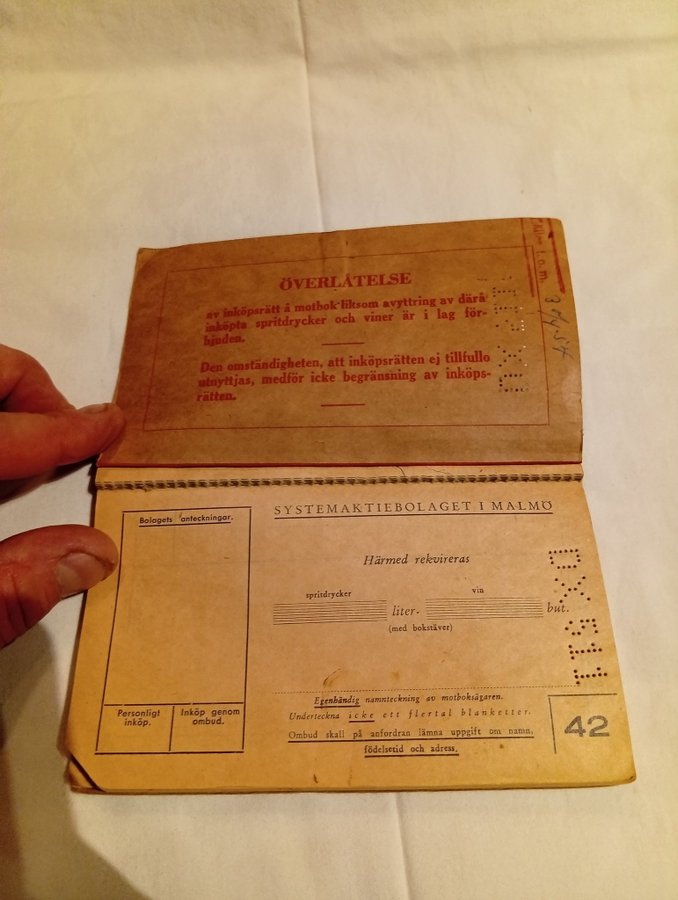 ÖVERLÅTELSE
av inköpsrätt å motbok liksom avyttring av därå
inköpta spritdrycker och viner är i lag för-
bjuden.
Den omständigheten, att inköpsrätten ej tillfullo
utnyttjas, medför icke begränsning av inköps-
rätten.
t.o.m.
SYSTEMAKTIEBOLAGET I MALMÖ
Bolagets anteckningar.
Härmed rekvireras
spritdrycker
vin
liter-
but.
(med bokstäver)
Egenhändig namnteckning av motboksägaren.
Underteckna icke ett flertal blanketter.
Ombud skall på anfordran lämna uppgift om namn,
födelsetid och adress.
Personligt
inköp.
Inköp genom
ombud.
42